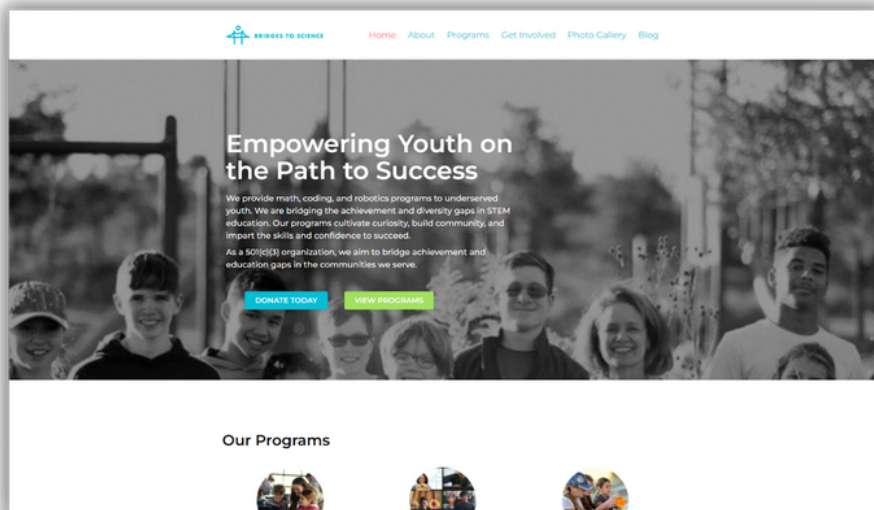 BRIDGES TO SCIENCE
Home About Programs Get Involved Photo Gallery Blog
Empowering Youth on
the Path to Success
We provide math, coding, and robotics programs to underserved
youth. We are bridging the achievement and diversity gaps in STEM
education. Our programs cultivate curiosity, build community, and
impart the skills and confidence to succeed.
As a 501(c)(3) organization, we aim to bridge achievement and
education gaps in the communities we serve.
DONATE TODAY VIEW PROGRAMS
Our Programs